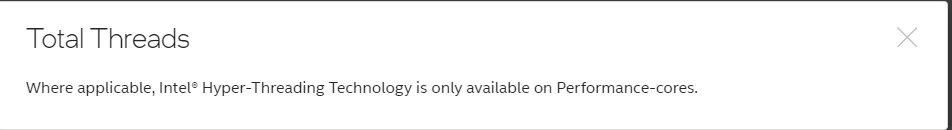 Total Threads
Where applicable, Intel® Hyper-Threading Technology is only available on Performance-cores.